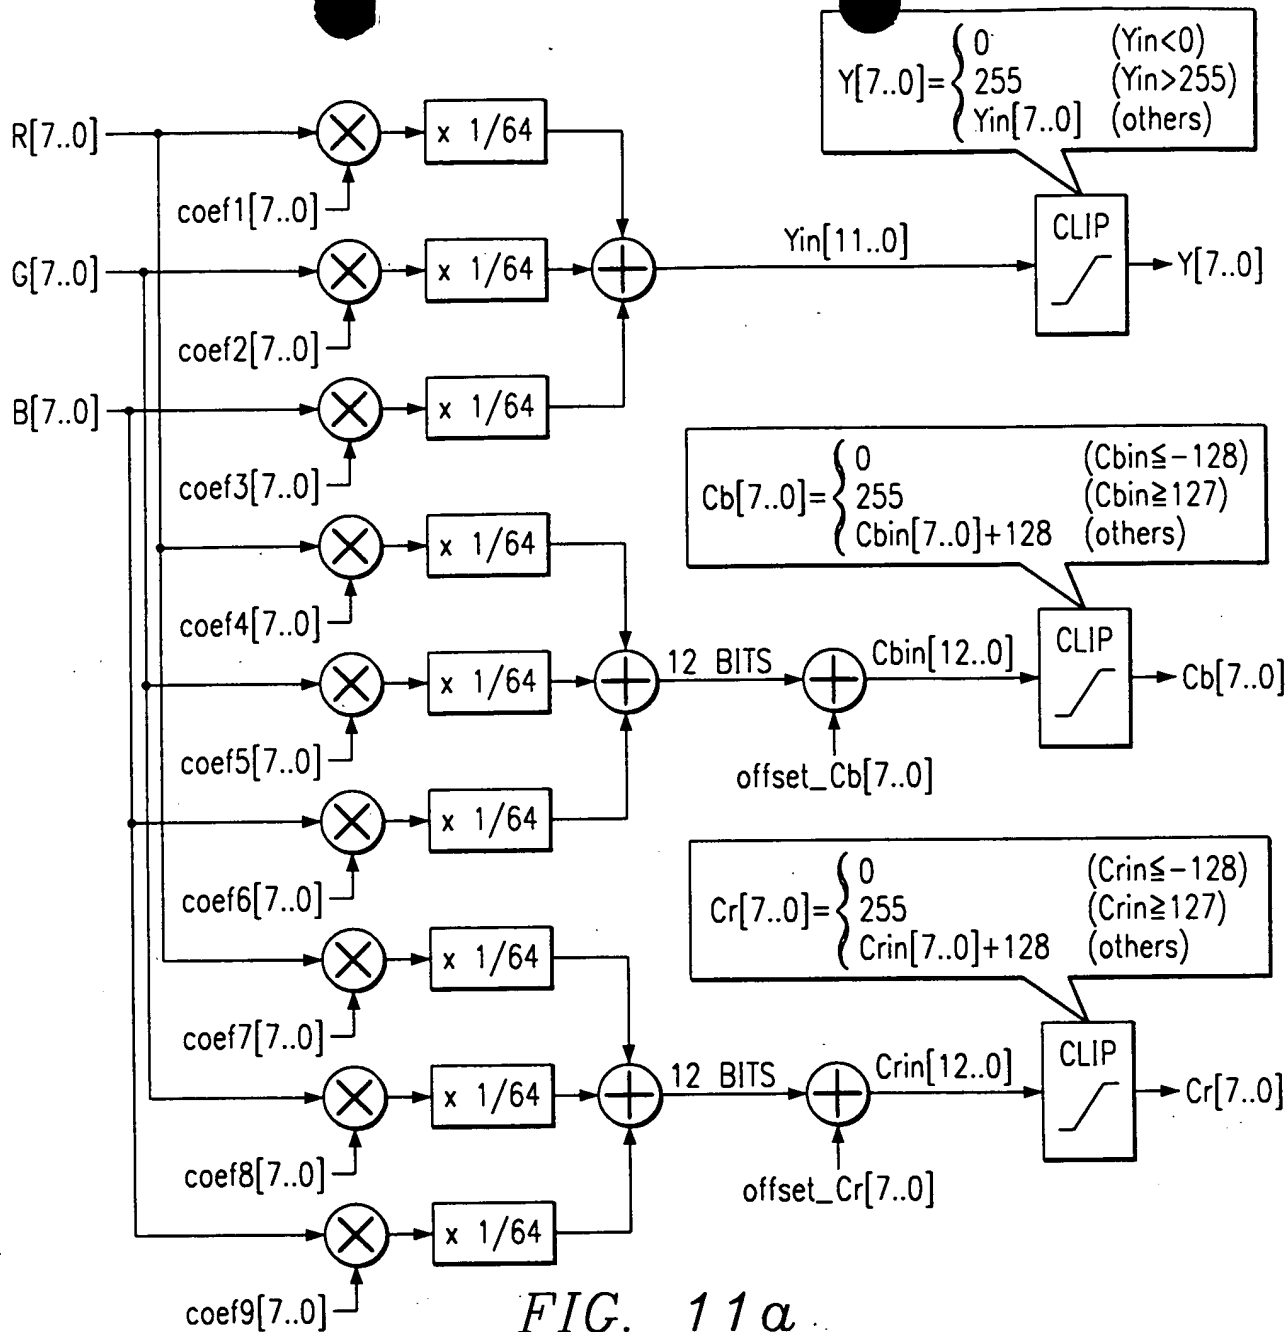 Y[7..0]= 0 (Yin<0)
255 (Yin>255)
Yin[7..0] (others)
R[7..0]
x 1/64
coef1[7..0]
CLIP
Yin[11..0]
G[7..0]
x 1/64
Y[7..0]
coef2[7..0]
B[7..0]
x 1/64
coef3[7..0]
Cb[7..0]= 0 (Cbin≦-128)
255 (Cbin≧127)
Cbin[7..0]+128 (others)
x 1/64
coef4[7..0]
CLIP
12 BITS
Cbin[12..0]
x 1/64
Cb[7..0]
coef5[7..0]
offset_Cb[7..0]
x 1/64
coef6[7..0]
Cr[7..0]= 0 (Crin≦-128)
255 (Crin≧127)
Crin[7..0]+128 (others)
x 1/64
coef7[7..0]
CLIP
12 BITS
Crin[12..0]
x 1/64
Cr[7..0]
coef8[7..0]
offset_Cr[7..0]
x 1/64
coef9[7..0]
FIG. 11a